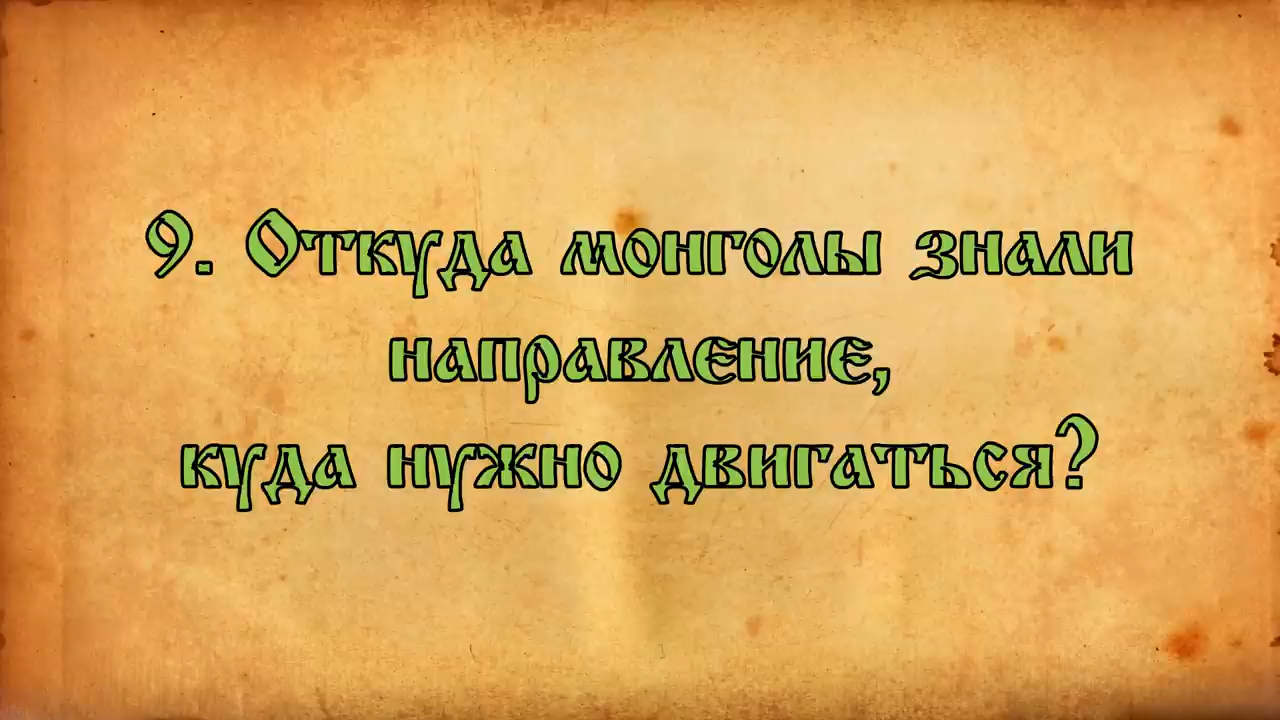 9. Откуда монголы знали
направление,
куда нужно двигаться?